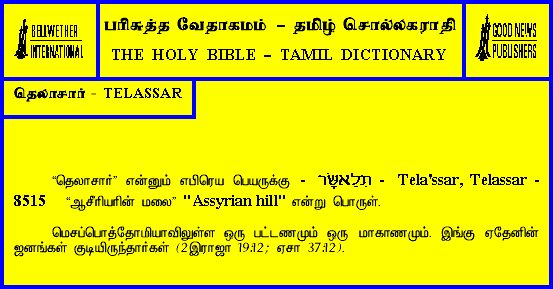 BELLWETHER
INTERNATIONAL
பரிசுத்த வேதாகமம் – தமிழ் சொல்லகராதி
THE HOLY BIBLE – TAMIL DICTIONARY
GOOD NEWS
PUBLISHERS
தெலாசார் - TELASSAR
“தெலாசார்” என்னும் எபிரெய பெயருக்கு - תְּלַאשָּׂר - Tela'ssar, Telassar -
8515 “ஆசீரியரின் மலை” "Assyrian hill" என்று பொருள்.
மெசப்பொத்தோமியாவிலுள்ள ஒரு பட்டணமும் ஒரு மாகாணமும். இங்கு ஏதேனின்
ஜனங்கள் குடியிருந்தார்கள் (2இராஜா 19:12; ஏசா 37:12).